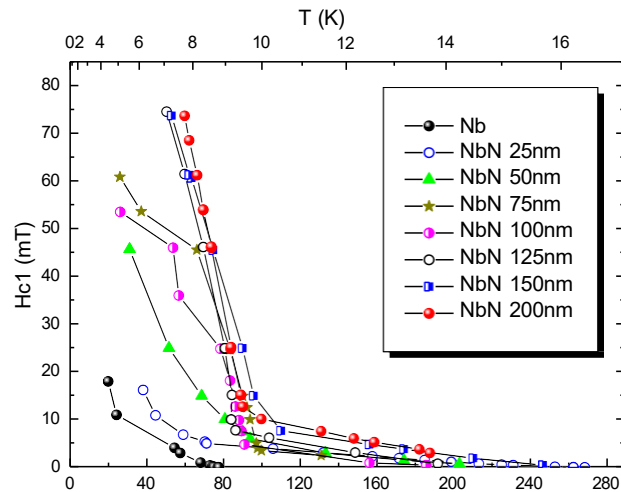 T (K)
02 4 6 8 10 12 14 16
80
70
60
50
40
30
20
10
0
Hc1 (mT)
Nb
NbN 25nm
NbN 50nm
NbN 75nm
NbN 100nm
NbN 125nm
NbN 150nm
NbN 200nm
0 40 80 120 160 200 240 280